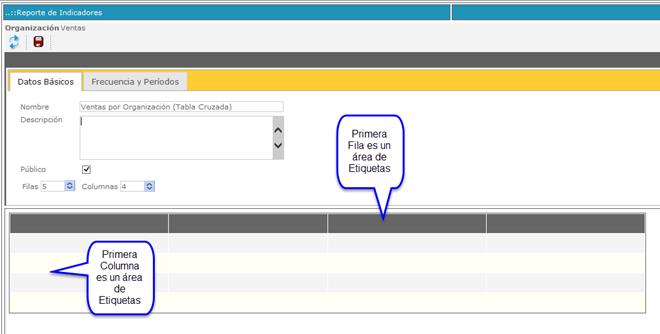 ..::Reporte de Indicadores
Organización Ventas
Datos Básicos Frecuencia y Períodos
Nombre Ventas por Organización (Tabla Cruzada)
Descripción
Público
Filas 5 Columnas 4
Primera
Fila es un
área de
Etiquetas
Primera
Columna
es un área
de
Etiquetas